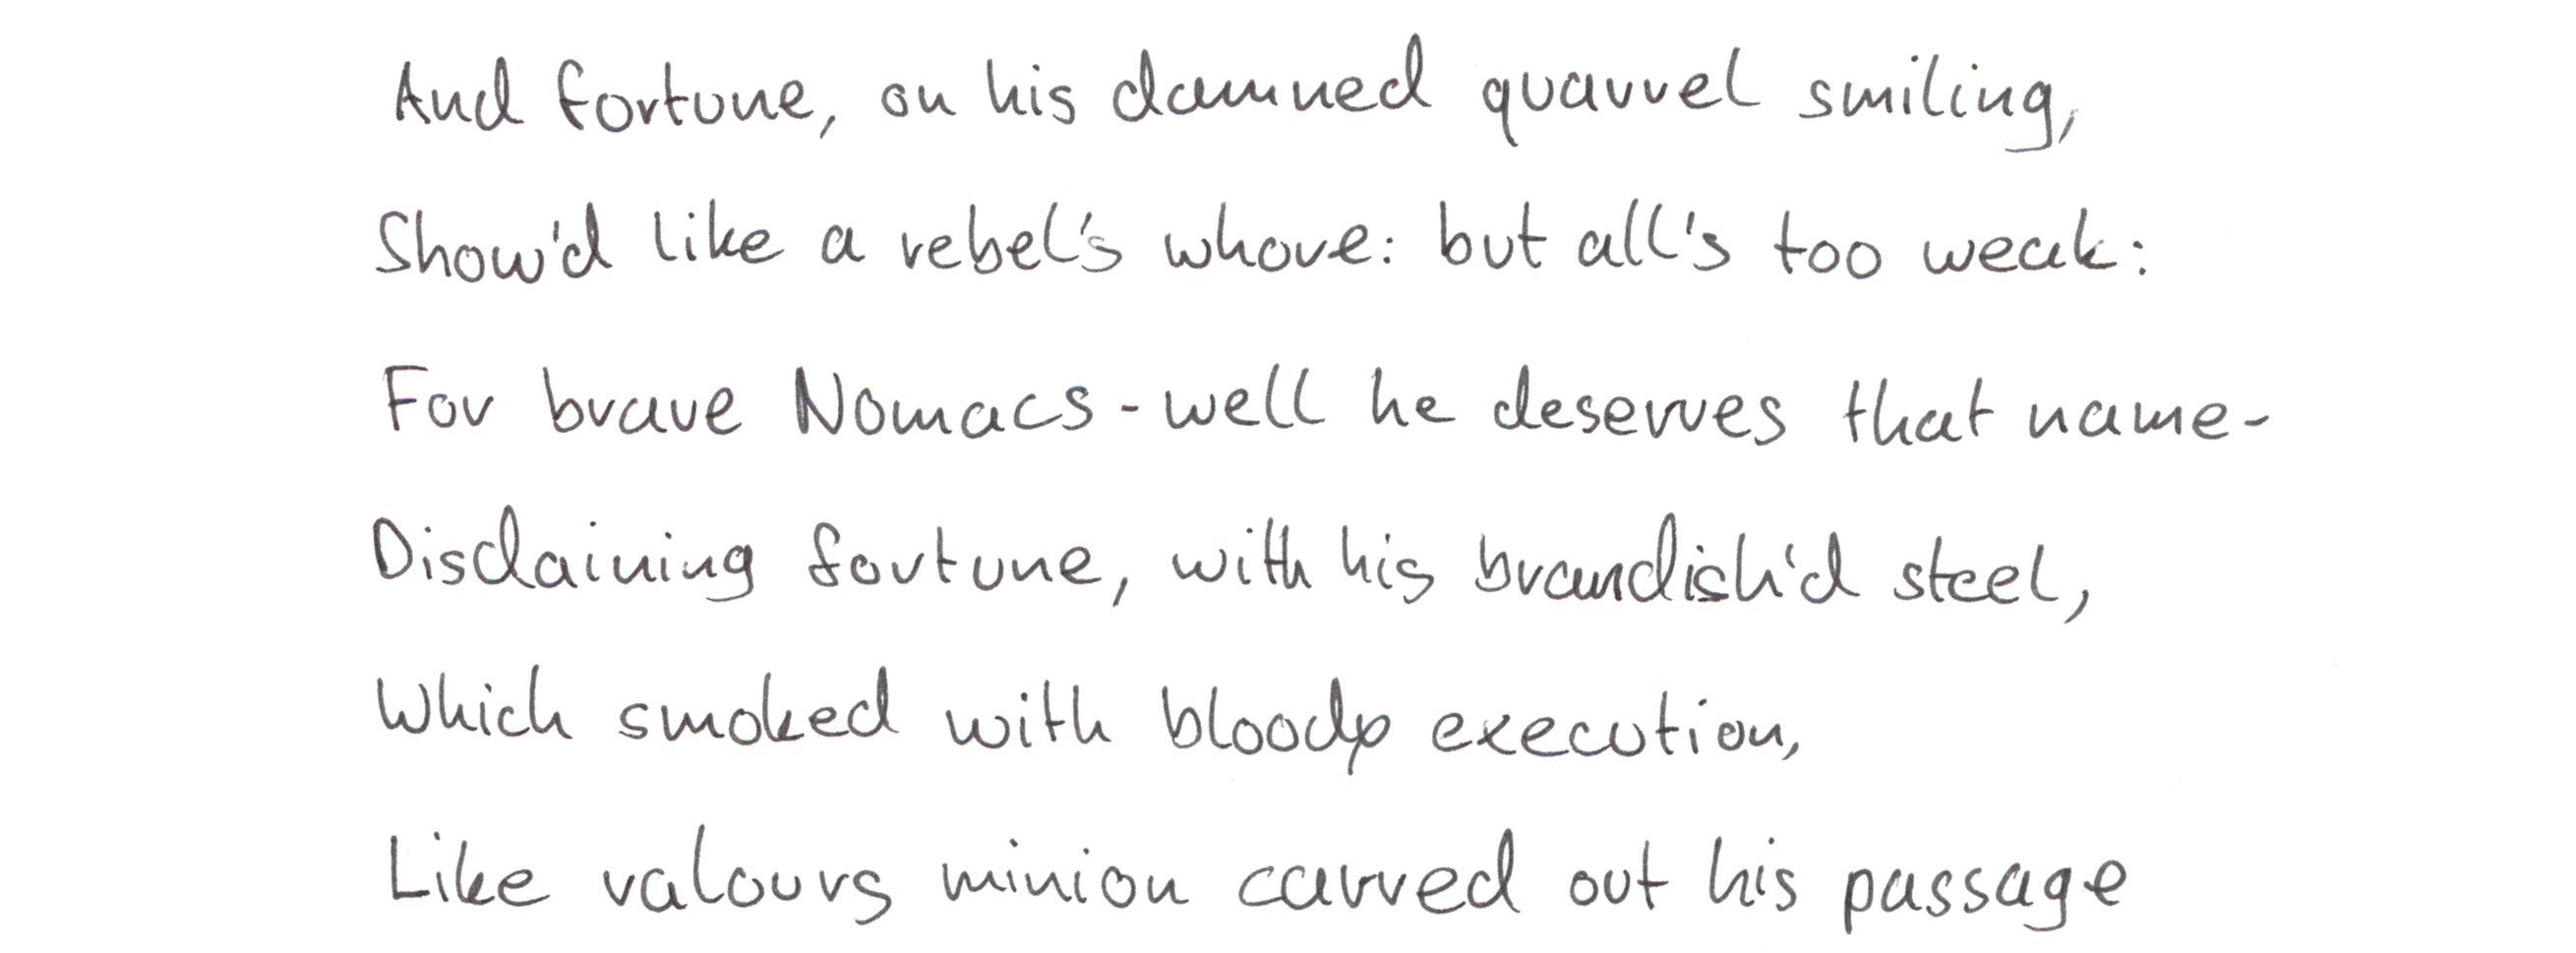 And fortune, on his damned quarrel smiling,
Show'd like a rebel's whore: but all's too weak:
For brave Nomacs - well he deserves that name -
Disdaining fortune, with his brandish'd steel,
Which smoked with bloody execution,
Like valours minion carved out his passage